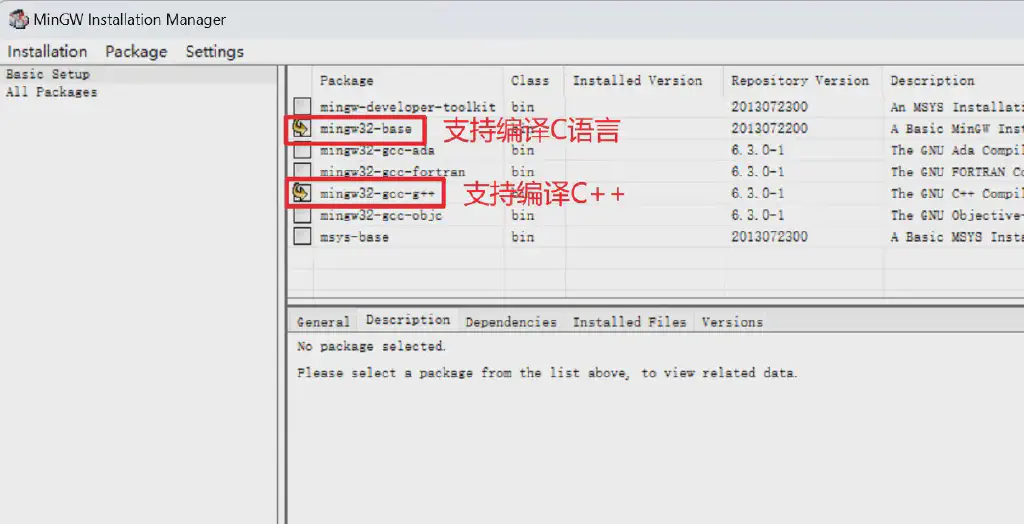 MinGW Installation Manager
Installation Package Settings
Basic Setup
All Packages
Package Class Installed Version Repository Version Description
mingw-developer-toolkit bin 2013072300 An MSYS Installati
mingw32-base bin 2013072200 A Basic MinGW Inst
支持编译C语言
mingw32-gcc-ada bin 6.3.0-1 The GNU Ada Compil
mingw32-gcc-fortran bin 6.3.0-1 The GNU FORTRAN Co
mingw32-gcc-g++ bin 6.3.0-1 The GNU C++ Compil
支持编译C++
mingw32-gcc-objc bin 6.3.0-1 The GNU Objective-
msys-base bin 2013072300 A Basic MSYS Insta
General Description Dependencies Installed Files Versions
No package selected.
Please select a package from the list above, to view related data.